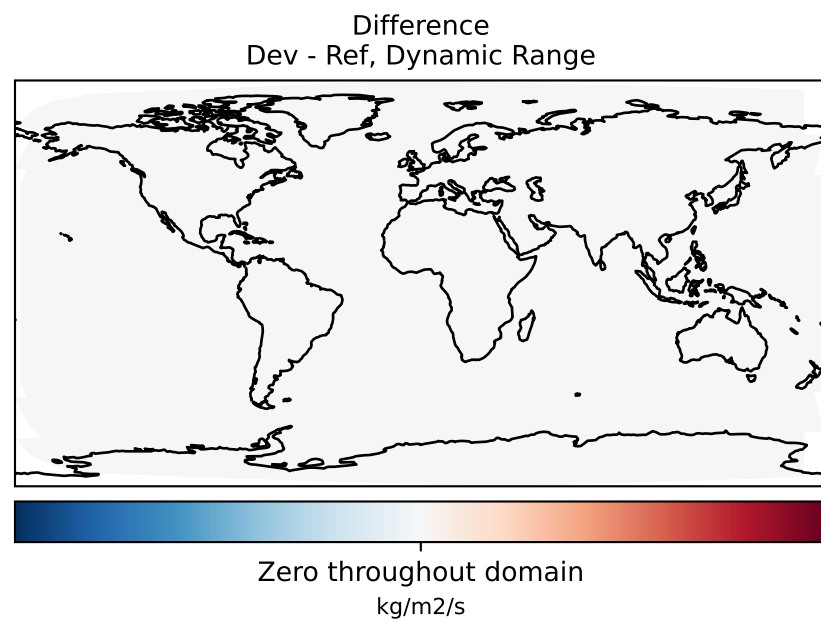 Difference
Dev - Ref, Dynamic Range
Zero throughout domain
kg/m2/s